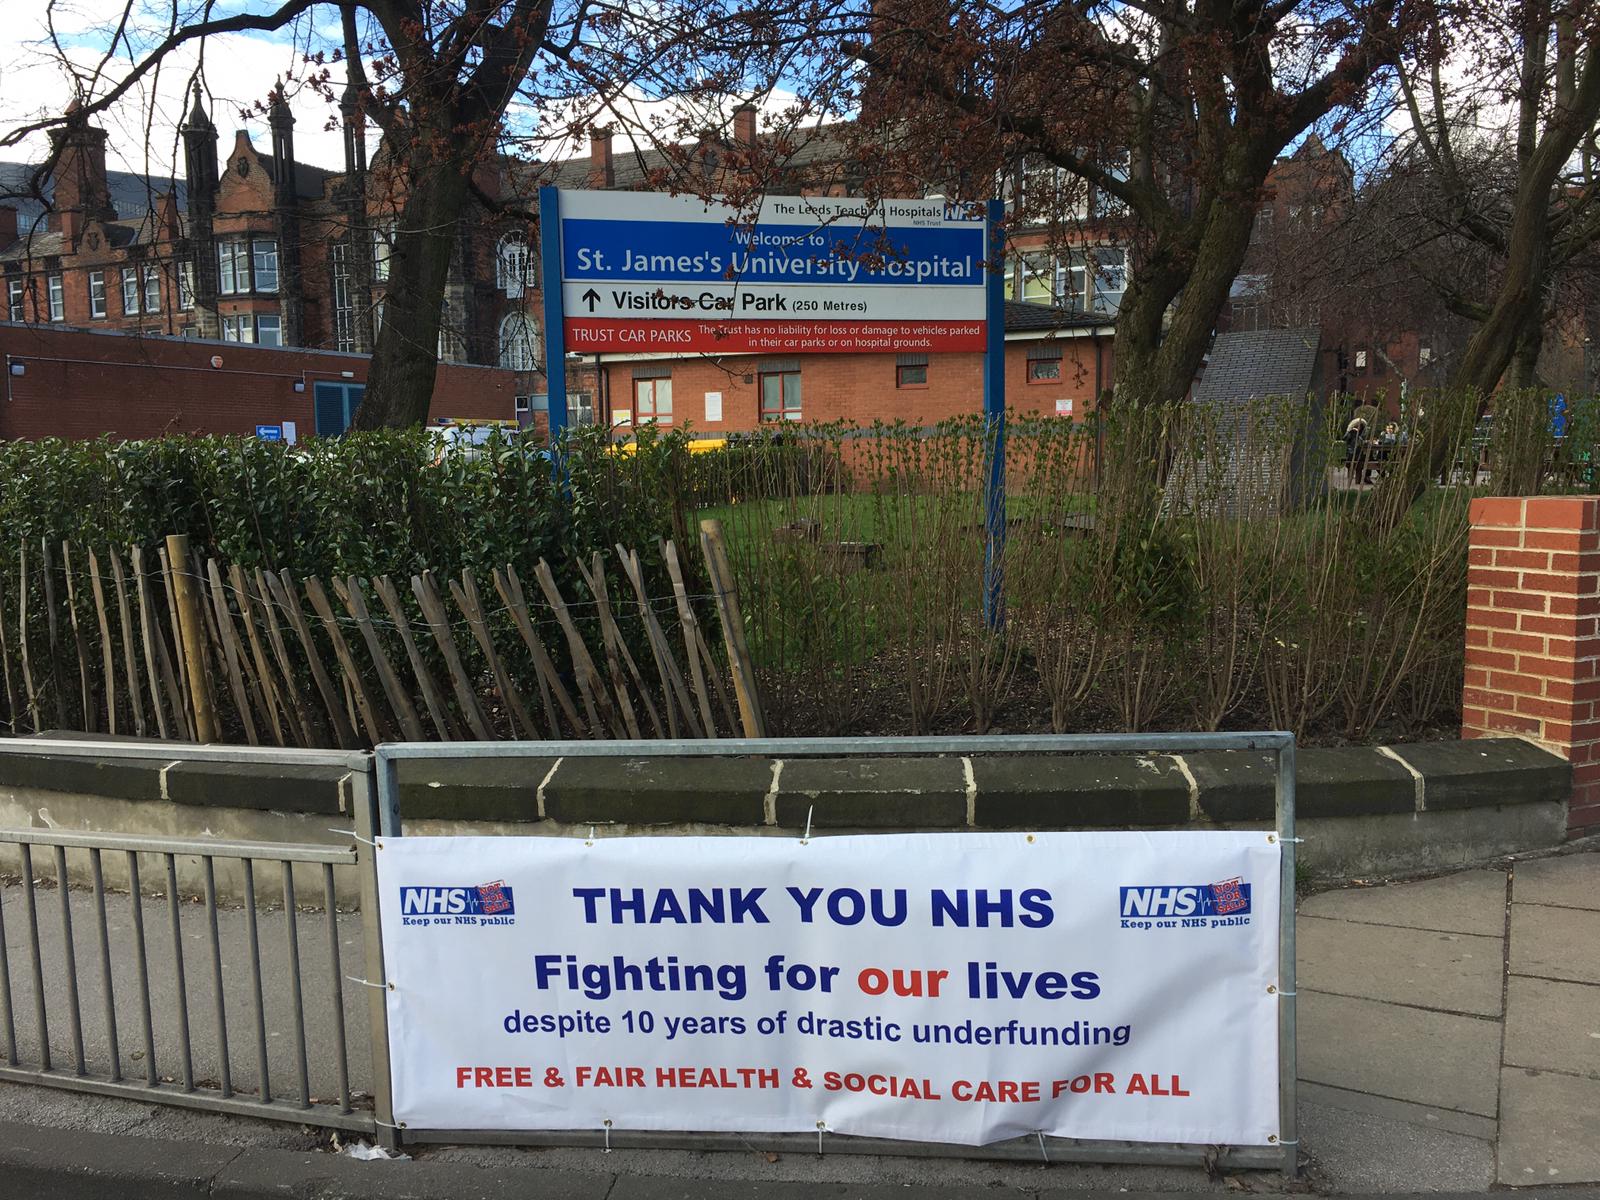 The Leeds Teaching Hospitals NHS
NHS Trust
Welcome to
St. James's University Hospital
Visitors Car Park (250 Metres)
TRUST CAR PARKS
The Trust has no liability for loss or damage to vehicles parked
in their car parks or on hospital grounds.
NHS NOT FOR SALE
Keep our NHS public
THANK YOU NHS
NHS NOT FOR SALE
Keep our NHS public
Fighting for our lives
despite 10 years of drastic underfunding
FREE & FAIR HEALTH & SOCIAL CARE FOR ALL